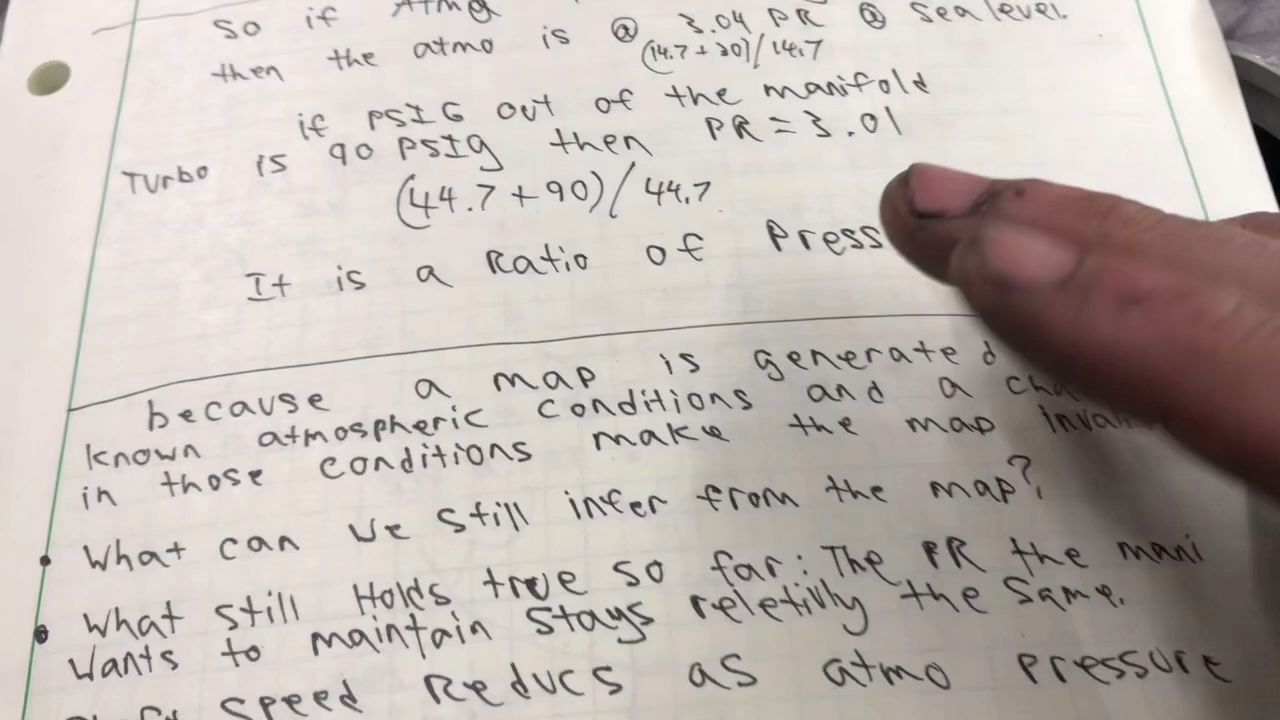 So if Atmo
then the atmo is @ 3.04 PR @ Sea level.
(14.7 + 30)/14.7
if PSIG out of the manifold
Turbo is 90 PSIg then PR = 3.01
(44.7 + 90)/44.7
It is a Ratio of Press
because a map is generated
known atmospheric conditions and a cha
in those conditions make the map Inval
• What can we still infer from the map?
• What still Holds true so far: The PR the mani
wants to maintain stays reletivly the same.
speed Reducs as atmo pressure